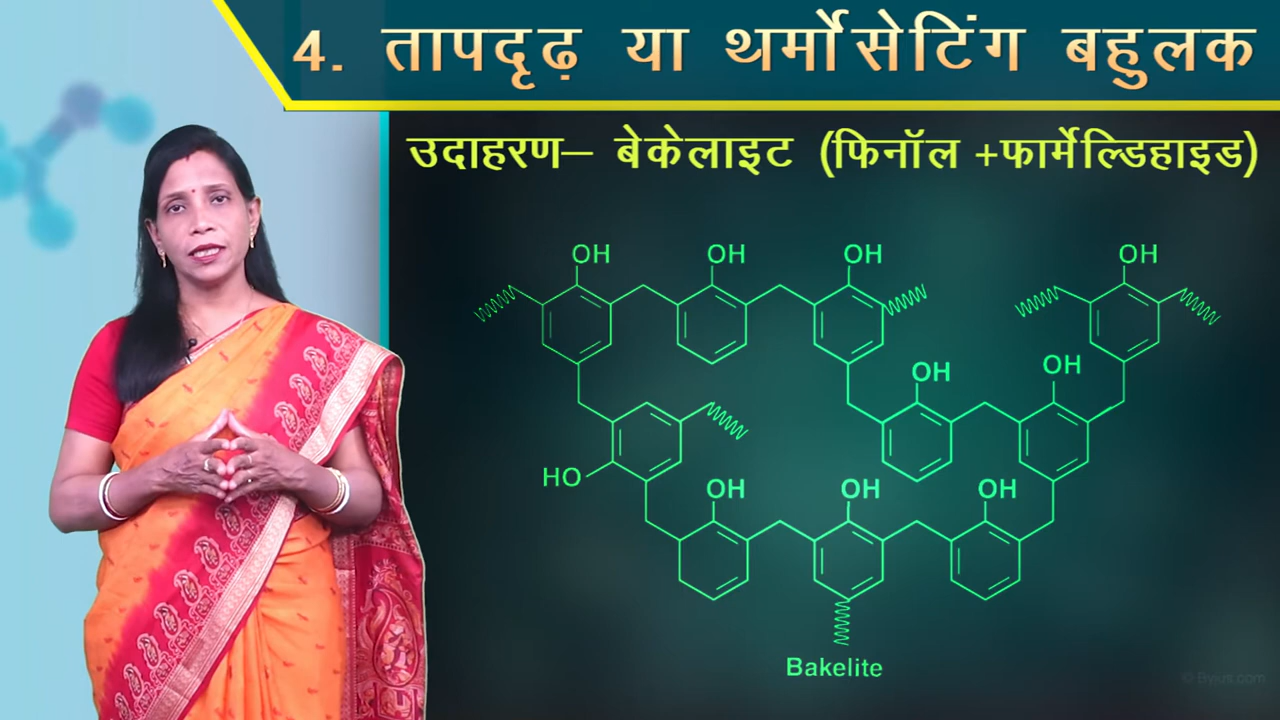 4. तापदृढ़ या थर्मोसेटिंग बहुलक
उदाहरण– बेकेलाइट (फिनॉल +फार्मेल्डिहाइड)
OH OH OH OH
OH OH
HO OH OH OH
Bakelite
© Byjus.com